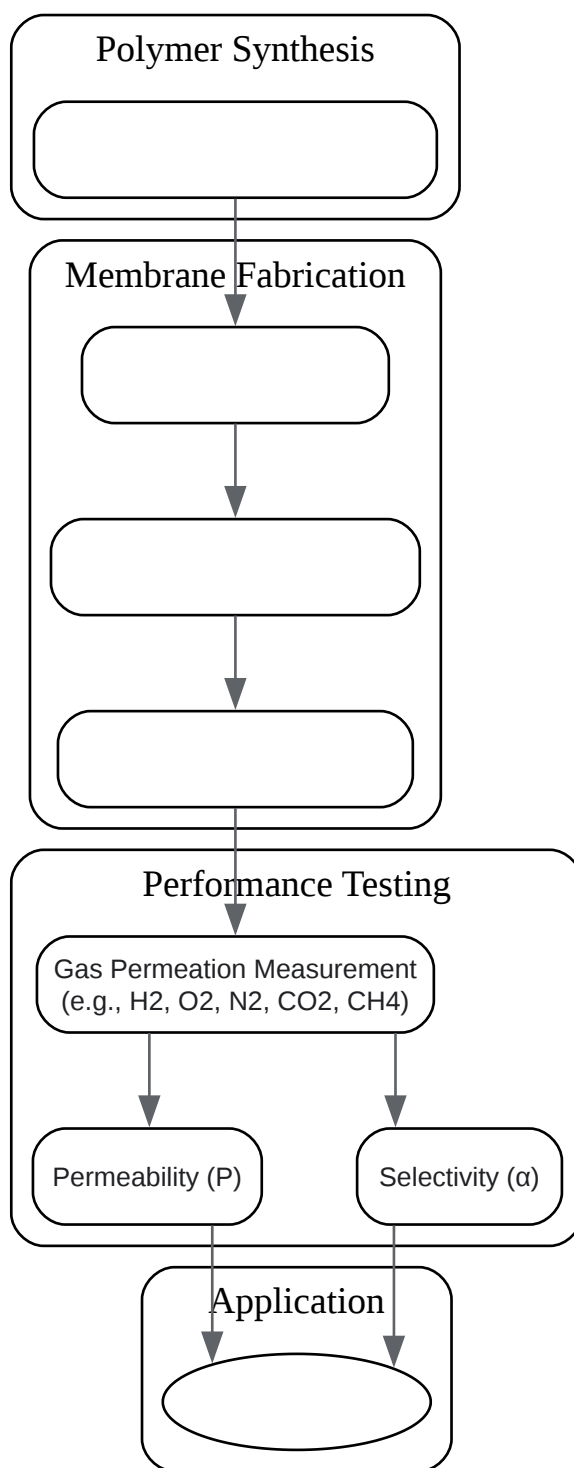 Polymer Synthesis
Membrane Fabrication
Performance Testing
Gas Permeation Measurement
(e.g., H2, O2, N2, CO2, CH4)
Permeability (P)
Selectivity (α)
Application